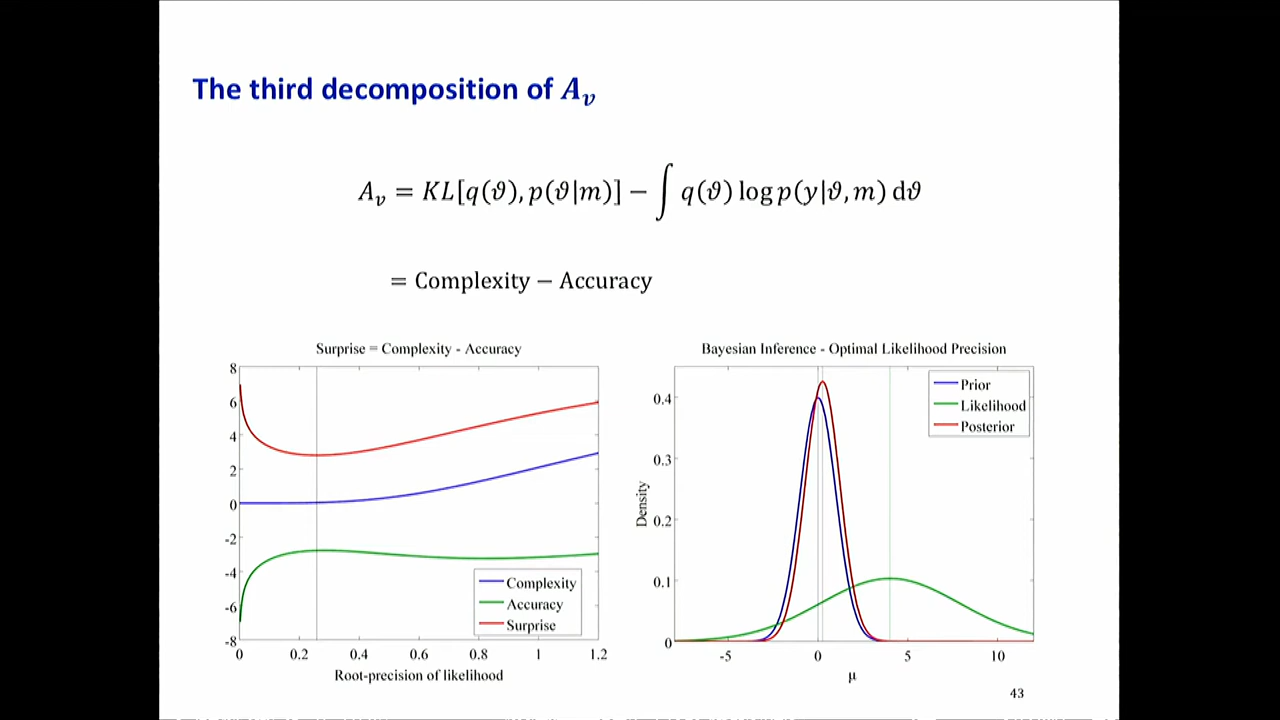 The third decomposition of A_v
A_v = KL[q(ϑ), p(ϑ|m)] − ∫ q(ϑ) log p(y|ϑ, m) dϑ
= Complexity − Accuracy
Surprise = Complexity - Accuracy
8
6
4
2
0
-2
-4
-6
-8
0 0.2 0.4 0.6 0.8 1 1.2
Root-precision of likelihood
Complexity
Accuracy
Surprise
Bayesian Inference - Optimal Likelihood Precision
0.4
0.3
0.2
0.1
0
Density
-5 0 5 10
μ
Prior
Likelihood
Posterior
43